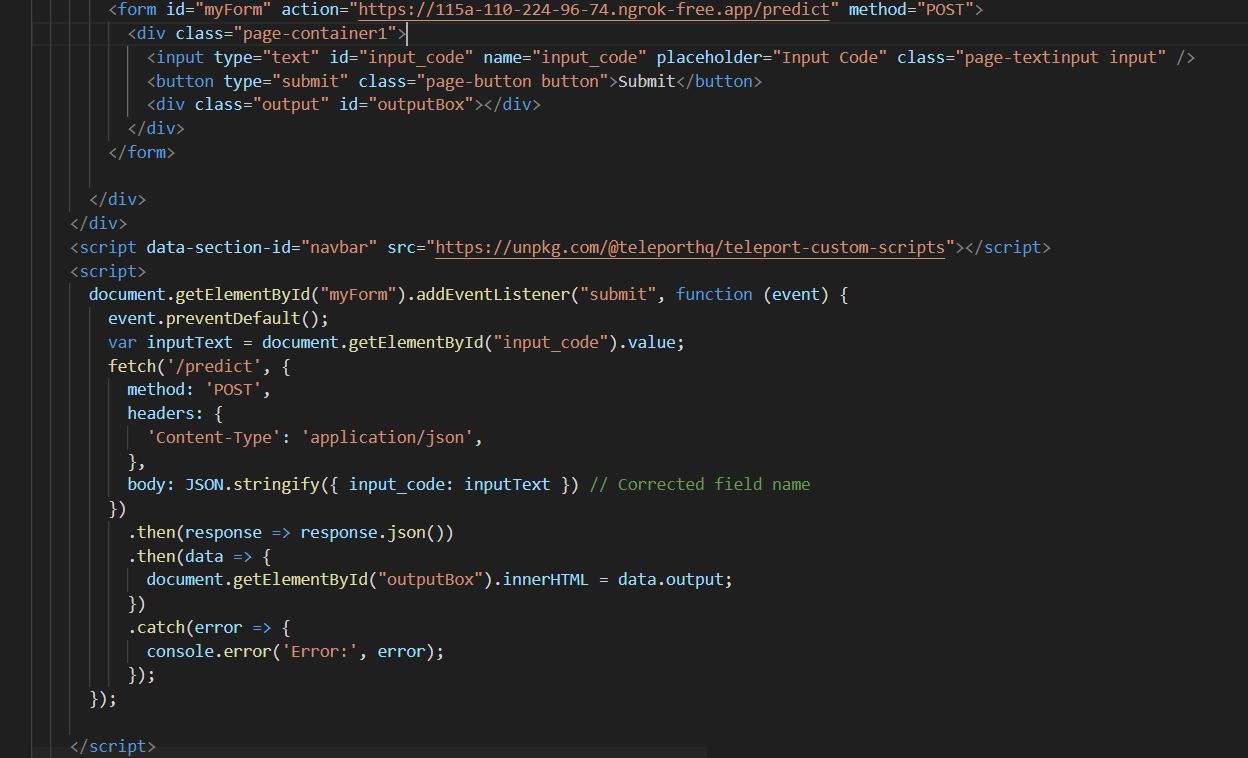 <form id="myForm" action="https://115a-110-224-96-74.ngrok-free.app/predict" method="POST">
<div class="page-container1">
<input type="text" id="input_code" name="input_code" placeholder="Input Code" class="page-textinput input" />
<button type="submit" class="page-button button">Submit</button>
<div class="output" id="outputBox"></div>
</div>
</form>
</div>
</div>
<script data-section-id="navbar" src="https://unpkg.com/@teleporthq/teleport-custom-scripts"></script>
<script>
document.getElementById("myForm").addEventListener("submit", function (event) {
event.preventDefault();
var inputText = document.getElementById("input_code").value;
fetch('/predict', {
method: 'POST',
headers: {
'Content-Type': 'application/json',
},
body: JSON.stringify({ input_code: inputText }) // Corrected field name
})
.then(response => response.json())
.then(data => {
document.getElementById("outputBox").innerHTML = data.output;
})
.catch(error => {
console.error('Error:', error);
});
});
</script>